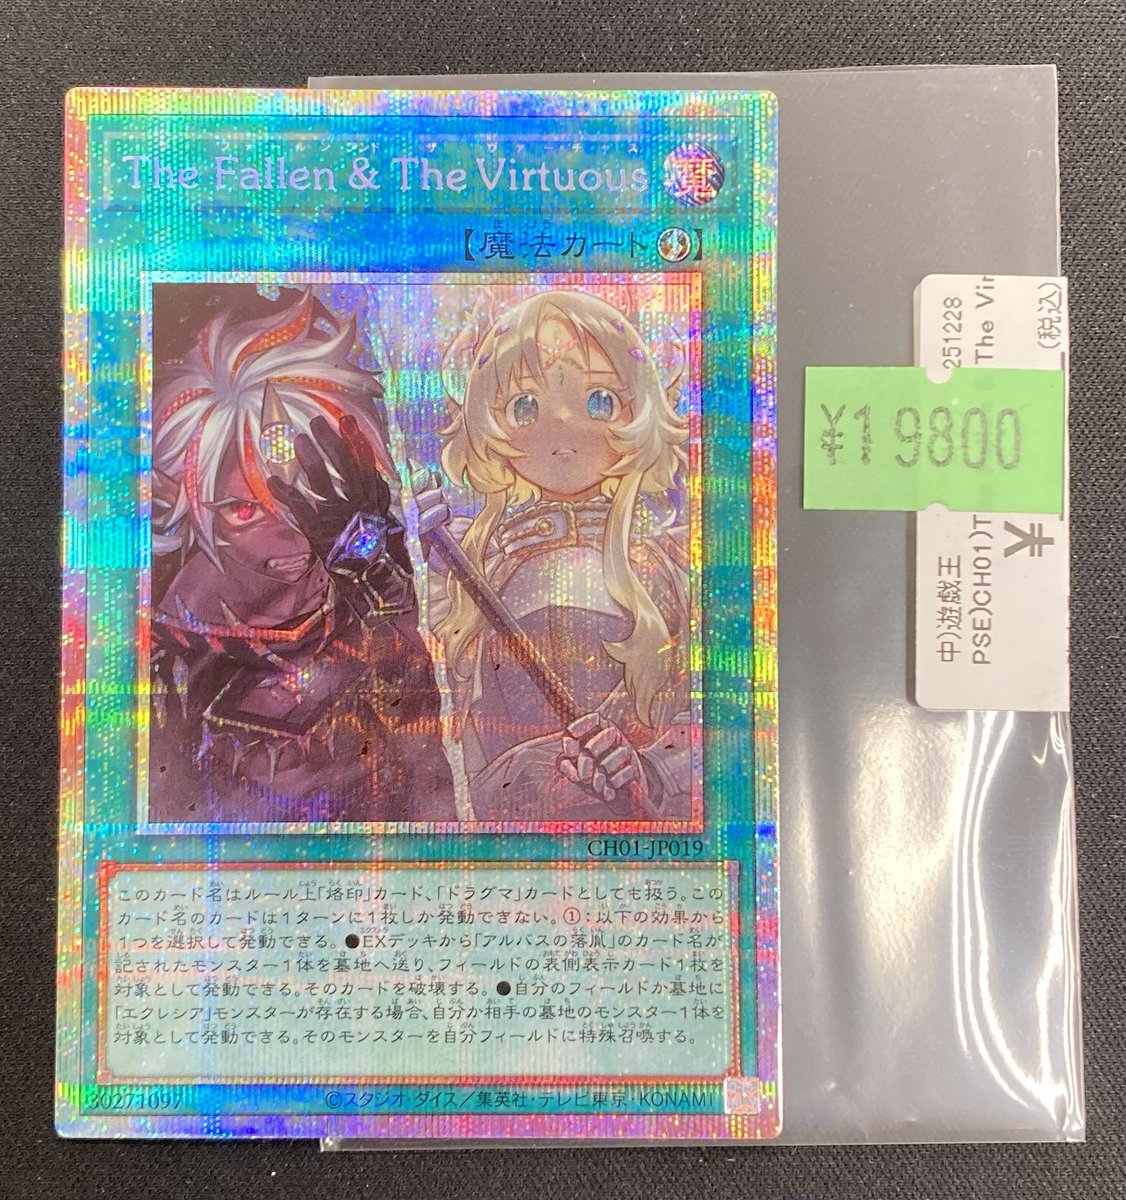 フォールン アンド ザ ヴァーチャス
The Fallen & The Virtuous
魔
【魔法カード】
CH01-JP019
このカード名はルール上「烙印」カード、「ドラグマ」カードとしても扱う。この
カード名のカードは1ターンに1枚しか発動できない。①：以下の効果から
1つを選択して発動できる。●EXデッキから「アルバスの落胤」のカード名が
記されたモンスター1体を墓地へ送り、フィールドの表側表示カード1枚を
対象として発動できる。そのカードを破壊する。●自分のフィールドか墓地に
「エクレシア」モンスターが存在する場合、自分か相手の墓地のモンスター1体を
対象として発動できる。そのモンスターを自分フィールドに特殊召喚する。
30271097
©スタジオ・ダイス／集英社・テレビ東京・KONAMI
¥19800
中)遊戯王
PSE)CH01)T
The Vir
251228
¥
(税込)